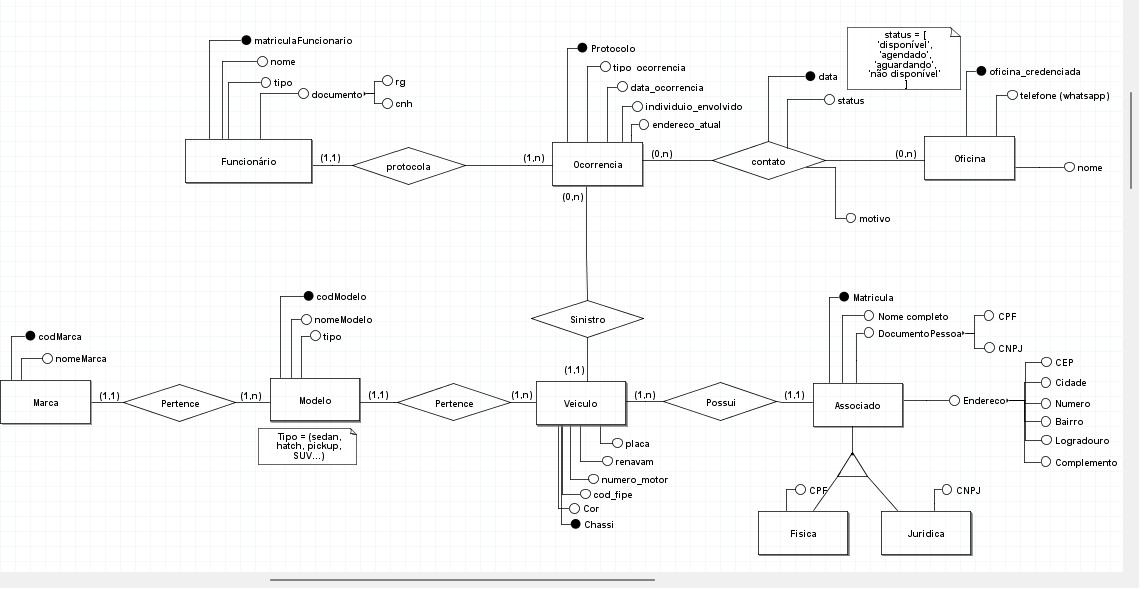 matriculaFuncionario
nome
tipo
documento
rg
cnh
Funcionário
(1,1)
protocola
(1,n)
Protocolo
tipo ocorrencia
data_ocorrencia
individuio_envolvido
endereco_atual
Ocorrencia
(0,n)
(0,n)
data
status
contato
motivo
status = [
'disponível',
'agendado',
'aguardando',
'não disponivel'
]
(0,n)
oficina_credenciada
telefone (whatsapp)
Oficina
nome
Sinistro
(1,1)
codMarca
nomeMarca
Marca
(1,1)
Pertence
(1,n)
codModelo
nomeModelo
tipo
Modelo
Tipo = (sedan,
hatch, pickup,
SUV...)
(1,1)
Pertence
(1,n)
Veiculo
placa
renavam
numero_motor
cod_fipe
Cor
Chassi
(1,n)
Possui
(1,1)
Matricula
Nome completo
DocumentoPessoa
CPF
CNPJ
Associado
Endereco
CEP
Cidade
Numero
Bairro
Logradouro
Complemento
CPF
Fisica
CNPJ
Juridica